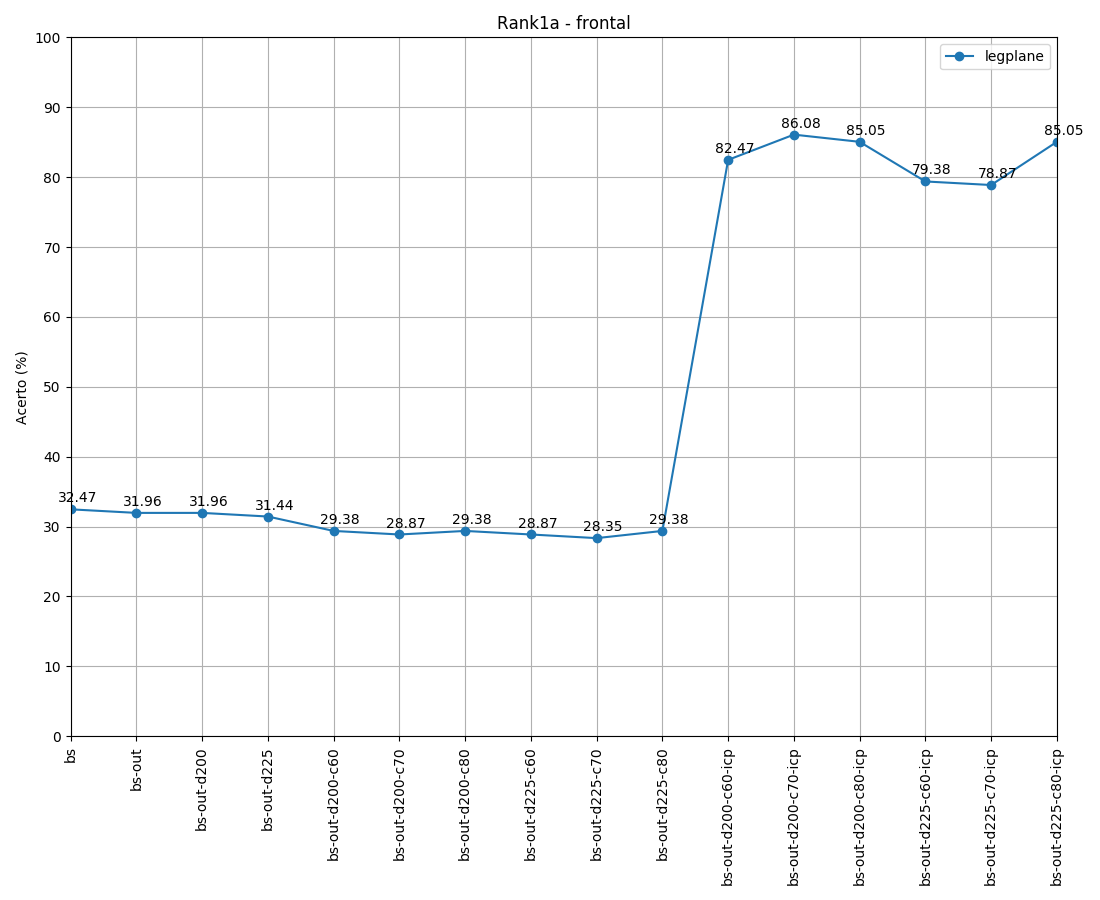 Rank1a - frontal
legplane
Acerto (%)
100
90
80
70
60
50
40
30
20
10
0
32.47
31.96
31.96
31.44
29.38
28.87
29.38
28.87
28.35
29.38
82.47
86.08
85.05
79.38
78.87
85.05
bs
bs-out
bs-out-d200
bs-out-d225
bs-out-d200-c60
bs-out-d200-c70
bs-out-d200-c80
bs-out-d225-c60
bs-out-d225-c70
bs-out-d225-c80
bs-out-d200-c60-icp
bs-out-d200-c70-icp
bs-out-d200-c80-icp
bs-out-d225-c60-icp
bs-out-d225-c70-icp
bs-out-d225-c80-icp